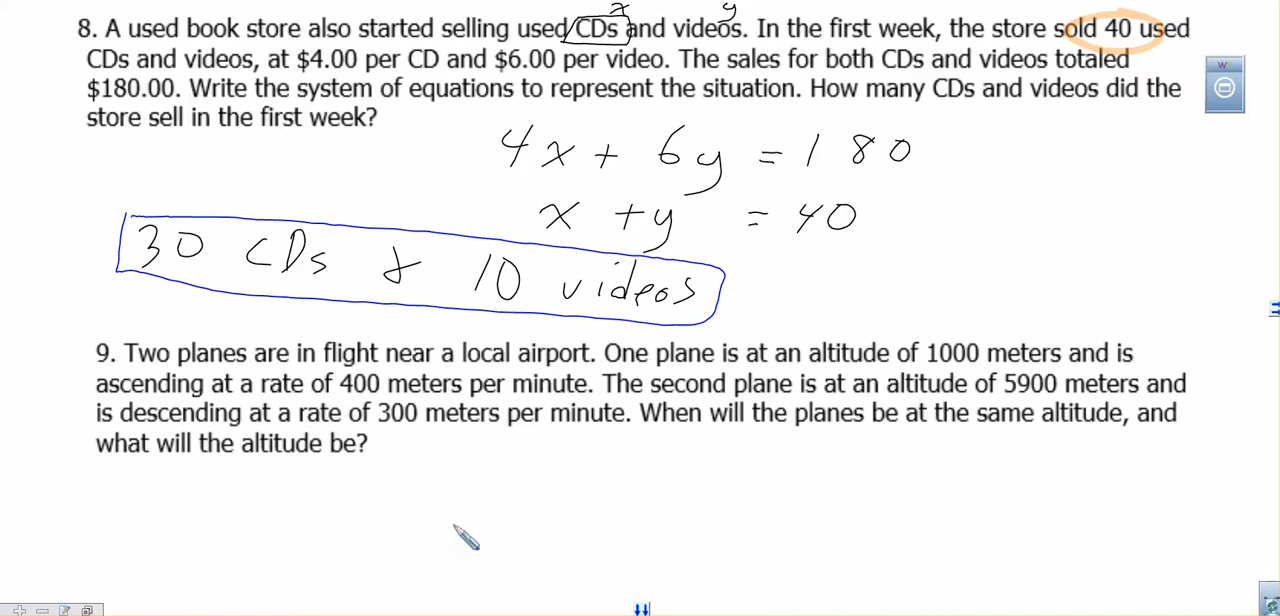 x y
8. A used book store also started selling used CDs and videos. In the first week, the store sold 40 used
CDs and videos, at $4.00 per CD and $6.00 per video. The sales for both CDs and videos totaled
$180.00. Write the system of equations to represent the situation. How many CDs and videos did the
store sell in the first week?
4x + 6y = 180
x + y = 40
30 CDs & 10 videos
9. Two planes are in flight near a local airport. One plane is at an altitude of 1000 meters and is
ascending at a rate of 400 meters per minute. The second plane is at an altitude of 5900 meters and
is descending at a rate of 300 meters per minute. When will the planes be at the same altitude, and
what will the altitude be?